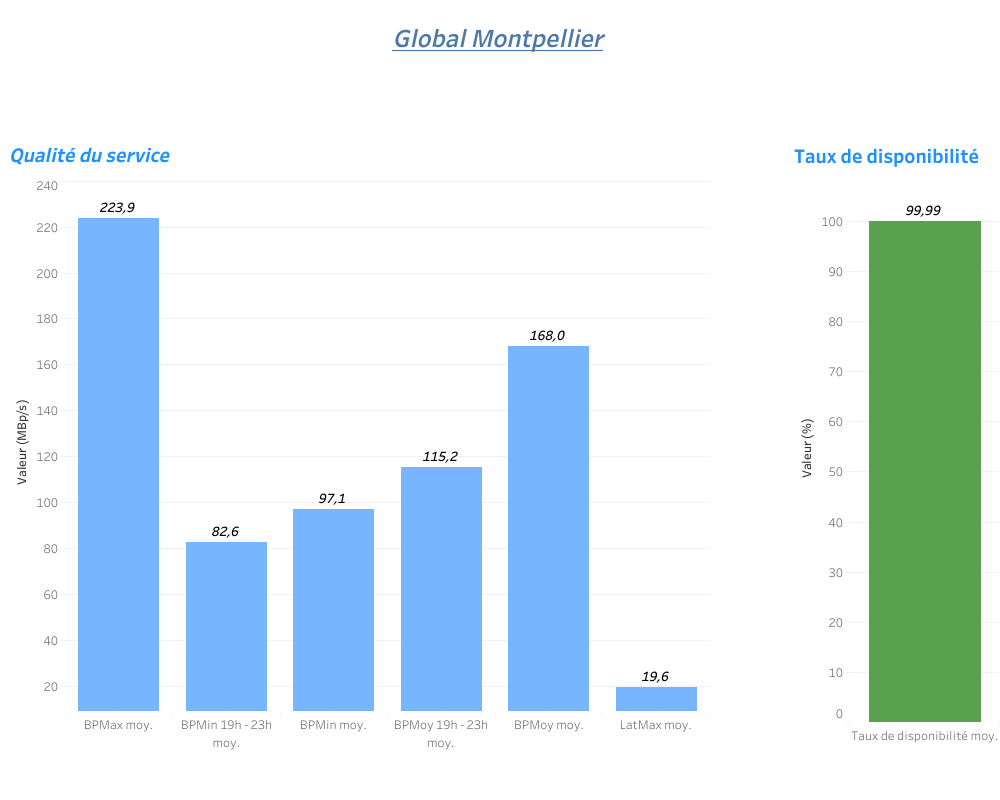 Global Montpellier
Qualité du service
240
220
200
180
160
140
120
100
80
60
40
20
Valeur (MBp/s)
223,9
82,6
97,1
115,2
168,0
19,6
BPMax moy.
BPMin 19h - 23h
moy.
BPMin moy.
BPMoy 19h - 23h
moy.
BPMoy moy.
LatMax moy.
Taux de disponibilité
100
90
80
70
60
50
40
30
20
10
0
Valeur (%)
99,99
Taux de disponibilité moy.